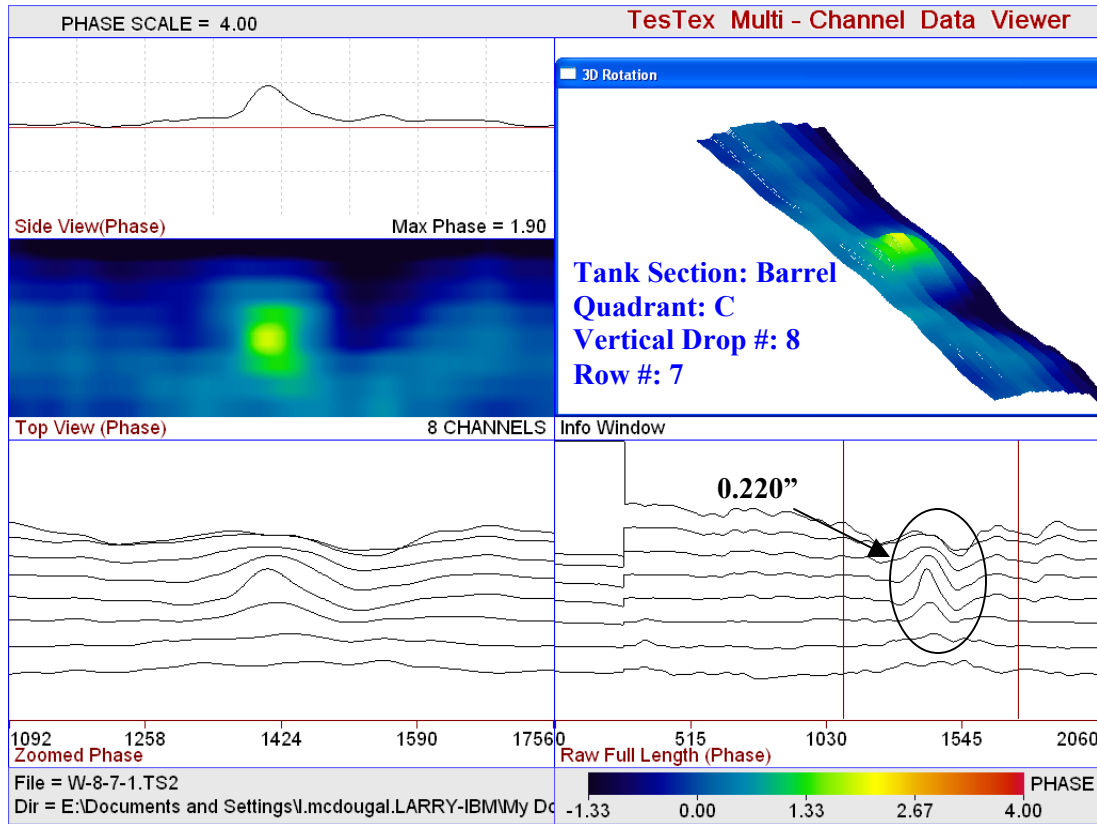 PHASE SCALE = 4.00
TesTex Multi - Channel Data Viewer
3D Rotation
Side View(Phase)
Max Phase = 1.90
Tank Section: Barrel
Quadrant: C
Vertical Drop #: 8
Row #: 7
Top View (Phase)
8 CHANNELS
Info Window
0.220”
1092
1258
1424
1590
1756
Zoomed Phase
0
515
1030
1545
2060
Raw Full Length (Phase)
File = W-8-7-1.TS2
Dir = E:\Documents and Settings\l.mcdougal.LARRY-IBM\My Do
PHASE
-1.33
0.00
1.33
2.67
4.00